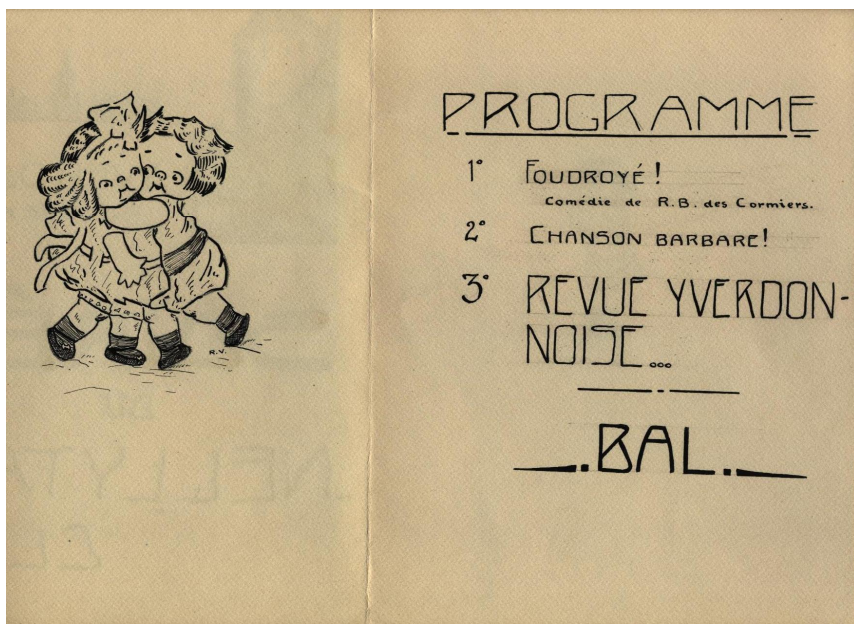 R.V.
PROGRAMME
1° FOUDROYÉ!
Comédie de R.B. des Cormiers.
2° CHANSON BARBARE!
3° REVUE YVERDON-
NOISE...
..BAL..